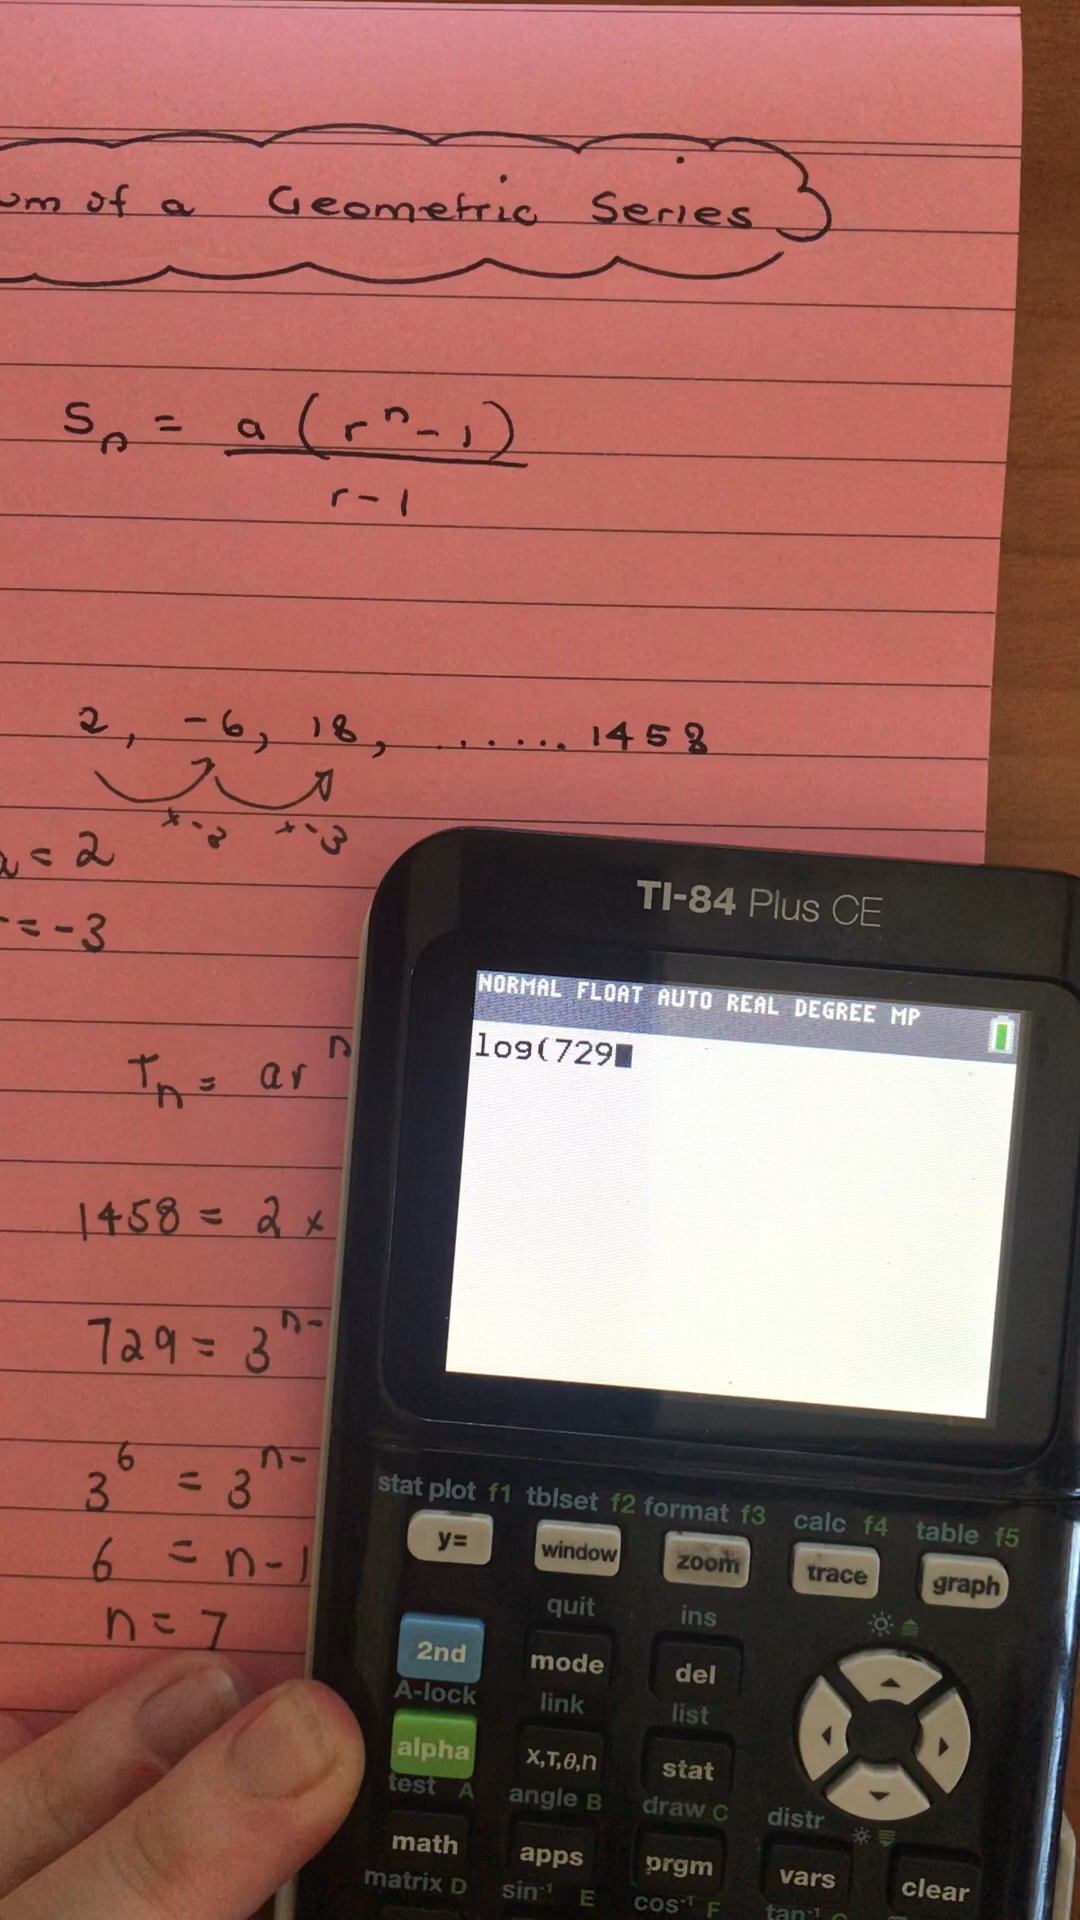 of a Geometric Series
Sn = a(r^n-1)
r-1
2, -6, 18, ...... 1458
x-3 x-3
= 2
= -3
Tn = ar^n
1458 = 2 x
729 = 3^n-
3^6 = 3^n-
6 = n-1
n = 7
TI-84 Plus CE
NORMAL FLOAT AUTO REAL DEGREE MP
log(729
stat plot f1 tblset f2 format f3 calc f4 table f5
y= window zoom trace graph
quit ins
2nd mode del
A-lock link list
alpha X,T,θ,n stat
test A angle B draw C distr
math apps prgm vars clear
matrix D sin⁻¹ E cos⁻¹ F tan⁻¹